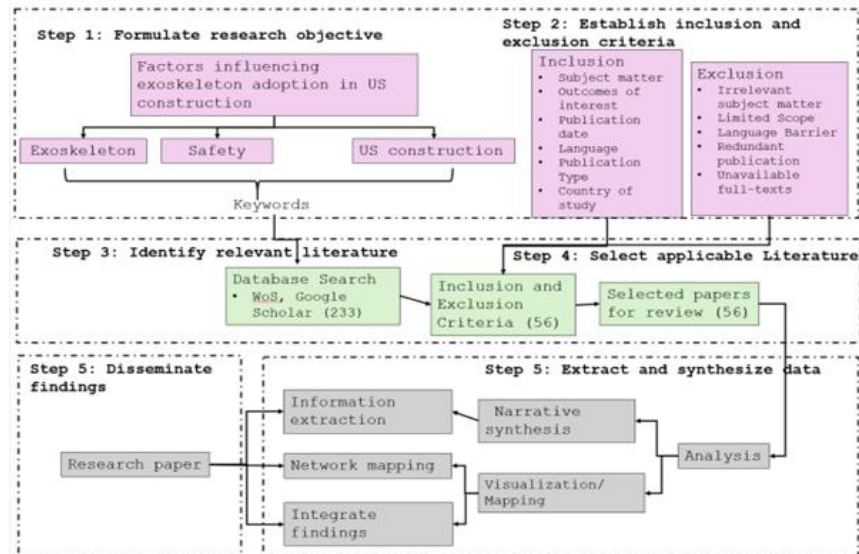 Step 1: Formulate research objective
Factors influencing
exoskeleton adoption in US
construction
Exoskeleton
Safety
US construction
Keywords
Step 2: Establish inclusion and
exclusion criteria
Inclusion
• Subject matter
• Outcomes of
interest
• Publication
date
• Language
• Publication
Type
• Country of
study
Exclusion
• Irrelevant
subject matter
• Limited Scope
• Language Barrier
• Redundant
publication
• Unavailable
full-texts
Step 3: Identify relevant literature
Database Search
• WoS, Google
Scholar (233)
Step 4: Select applicable Literature
Inclusion and
Exclusion
Criteria (56)
Selected papers
for review (56)
Step 5: Disseminate
findings
Research paper
Step 5: Extract and synthesize data
Information
extraction
Network mapping
Integrate
findings
Narrative
synthesis
Visualization/
Mapping
Analysis